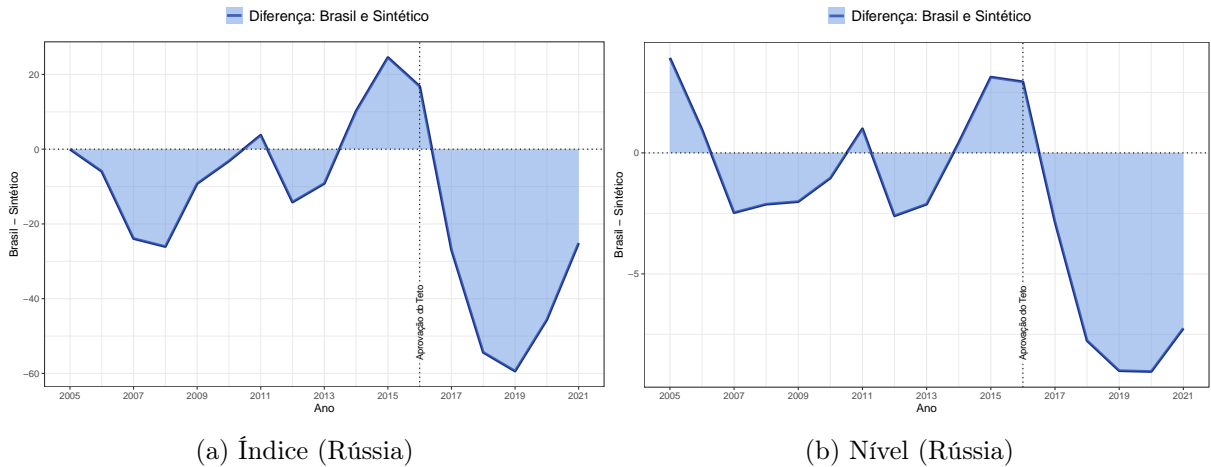 Diferença: Brasil e Sintético
20
0
−20
−40
−60
Brasil − Sintético
Aprovação do Teto
2005 2007 2009 2011 2013 2015 2017 2019 2021
Ano
(a) Índice (Rússia)
Diferença: Brasil e Sintético
0
−5
Brasil − Sintético
Aprovação do Teto
2005 2007 2009 2011 2013 2015 2017 2019 2021
Ano
(b) Nível (Rússia)